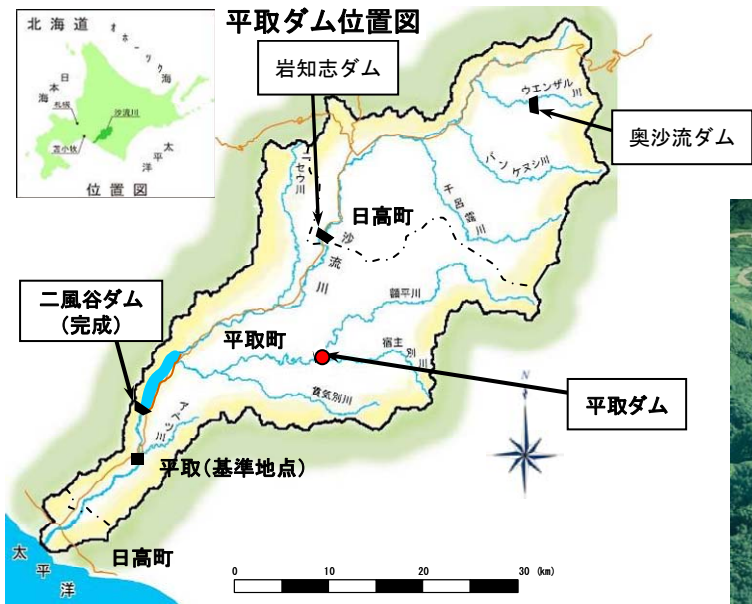 平取ダム位置図
北海道
オホーツク海
日本海
札幌
沙流川
苫小牧
太平洋
位置図
岩知志ダム
ウエンザル川
奥沙流ダム
ニセウ川
パンケヌシ川
千呂露川
日高町
沙流川
額平川
二風谷ダム
(完成)
平取町
宿主別川
貫気別川
平取ダム
アベツ川
N
平取(基準地点)
日高町
太平洋
0 10 20 30 (km)